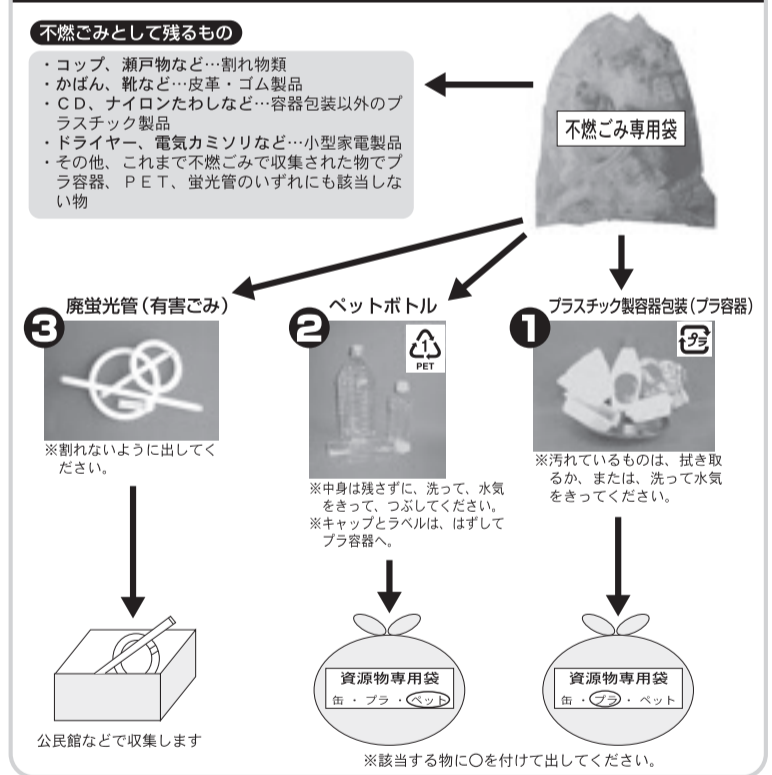 不燃ごみとして残るもの
・コップ、瀬戸物など…割れ物類
・かばん、靴など…皮革・ゴム製品
・ＣＤ、ナイロンたわしなど…容器包装以外のプ
ラスチック製品
・ドライヤー、電気カミソリなど…小型家電製品
・その他、これまで不燃ごみで収集された物でプ
ラ容器、ＰＥＴ、蛍光管のいずれにも該当しな
い物
不燃ごみ専用袋
3 廃蛍光管（有害ごみ）
※割れないように出してく
ださい。
公民館などで収集します
2 ペットボトル
1
PET
※中身は残さずに、洗って、水気
をきって、つぶしてください。
※キャップとラベルは、はずして
プラ容器へ。
資源物専用袋
缶・プラ・ペット
1 プラスチック製容器包装（プラ容器）
プラ
※汚れているものは、拭き取
るか、または、洗って水気
をきってください。
資源物専用袋
缶・プラ・ペット
※該当する物に○を付けて出してください。